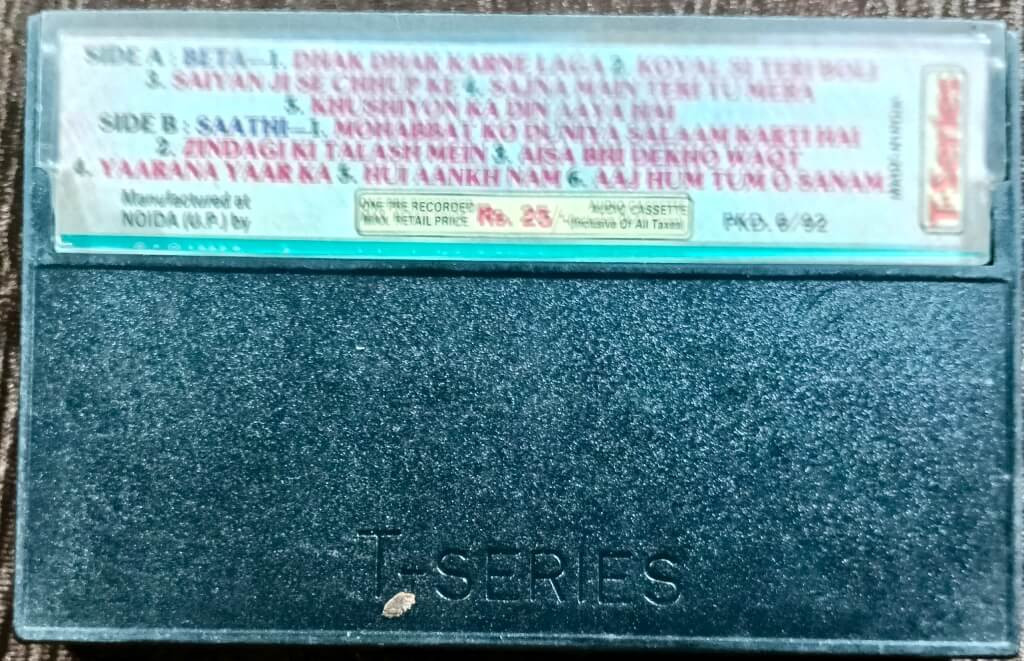 SIDE A : BETA—1. DHAK DHAK KARNE LAGA 2. KOYAL SI TERI BOLI
3. SAIYAN JI SE CHHUP KE 4. SAJNA MAIN TERI TU MERA
5. KHUSHIYON KA DIN AAYA HAI
SIDE B : SAATHI—1. MOHABBAT KO DUNIYA SALAAM KARTI HAI
2. ZINDAGI KI TALASH MEIN 3. AISA BHI DEKHO WAQT
4. YAARANA YAAR KA 5. HUI AANKH NAM 6. AAJ HUM TUM O SANAM
Manufactured at
NOIDA (U.P.) by
ONE PRE RECORDED AUDIO CASSETTE
MAX. RETAIL PRICE Rs. 25/- (Inclusive Of All Taxes)
PKD. 8/92
T-Series
T-SERIES